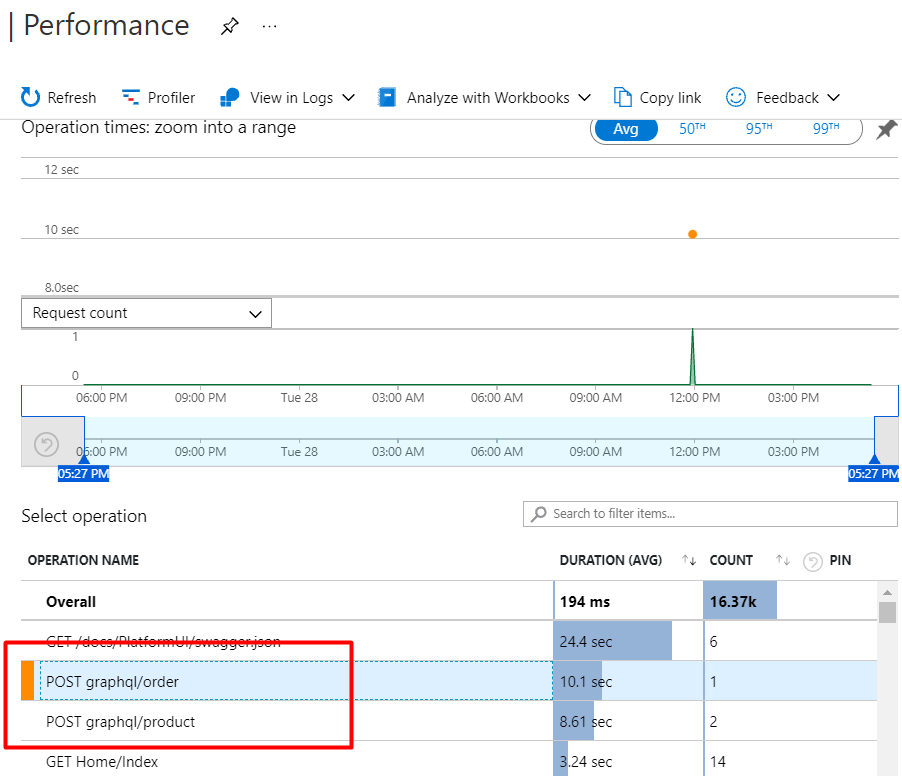 Performance
Refresh Profiler View in Logs Analyze with Workbooks Copy link Feedback
Operation times: zoom into a range Avg 50TH 95TH 99TH
12 sec
10 sec
8.0sec
Request count
1
0
06:00 PM 09:00 PM Tue 28 03:00 AM 06:00 AM 09:00 AM 12:00 PM 03:00 PM
06:00 PM 09:00 PM Tue 28 03:00 AM 06:00 AM 09:00 AM 12:00 PM 03:00 PM
05:27 PM 05:27 PM
Select operation Search to filter items...
OPERATION NAME DURATION (AVG) COUNT PIN
Overall 194 ms 16.37k
GET /docs/PlatformUI/swagger.json 24.4 sec 6
POST graphql/order 10.1 sec 1
POST graphql/product 8.61 sec 2
GET Home/Index 3.24 sec 14